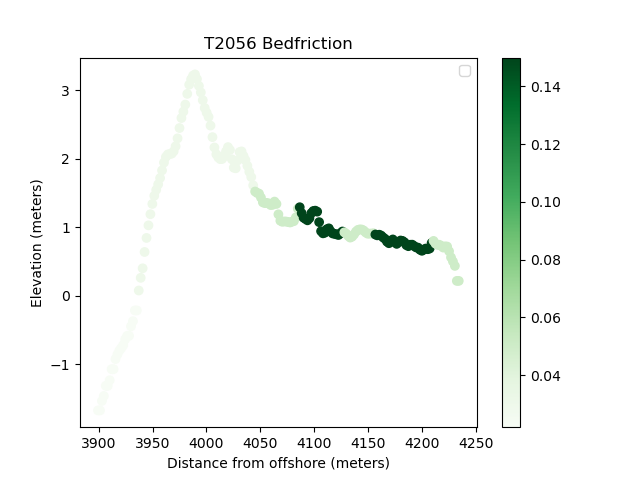 T2056 Bedfriction
3
2
1
0
−1
Elevation (meters)
3900 3950 4000 4050 4100 4150 4200 4250
Distance from offshore (meters)
0.14
0.12
0.10
0.08
0.06
0.04